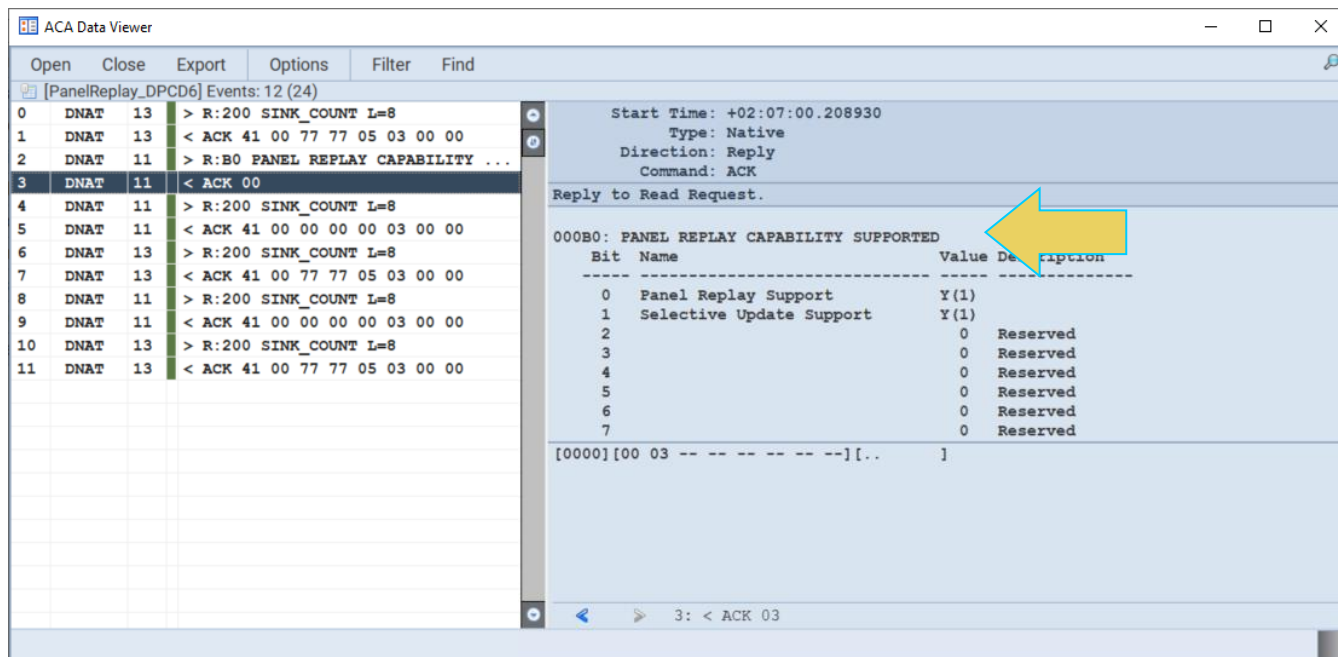 ACA Data Viewer
Open Close Export Options Filter Find
[PanelReplay_DPCD6] Events: 12 (24)
0 DNAT 13 > R:200 SINK_COUNT L=8
1 DNAT 13 < ACK 41 00 77 77 05 03 00 00
2 DNAT 11 > R:B0 PANEL REPLAY CAPABILITY ...
3 DNAT 11 < ACK 00
4 DNAT 11 > R:200 SINK_COUNT L=8
5 DNAT 11 < ACK 41 00 00 00 00 03 00 00
6 DNAT 13 > R:200 SINK_COUNT L=8
7 DNAT 13 < ACK 41 00 77 77 05 03 00 00
8 DNAT 11 > R:200 SINK_COUNT L=8
9 DNAT 11 < ACK 41 00 00 00 00 03 00 00
10 DNAT 13 > R:200 SINK_COUNT L=8
11 DNAT 13 < ACK 41 00 77 77 05 03 00 00
Start Time: +02:07:00.208930
Type: Native
Direction: Reply
Command: ACK
Reply to Read Request.
000B0: PANEL REPLAY CAPABILITY SUPPORTED
Bit Name Value Description
----- ------------------------------ ----- --------------
0 Panel Replay Support Y(1)
1 Selective Update Support Y(1)
2 0 Reserved
3 0 Reserved
4 0 Reserved
5 0 Reserved
6 0 Reserved
7 0 Reserved
[0000][00 03 -- -- -- -- -- --][.. ]
3: < ACK 03